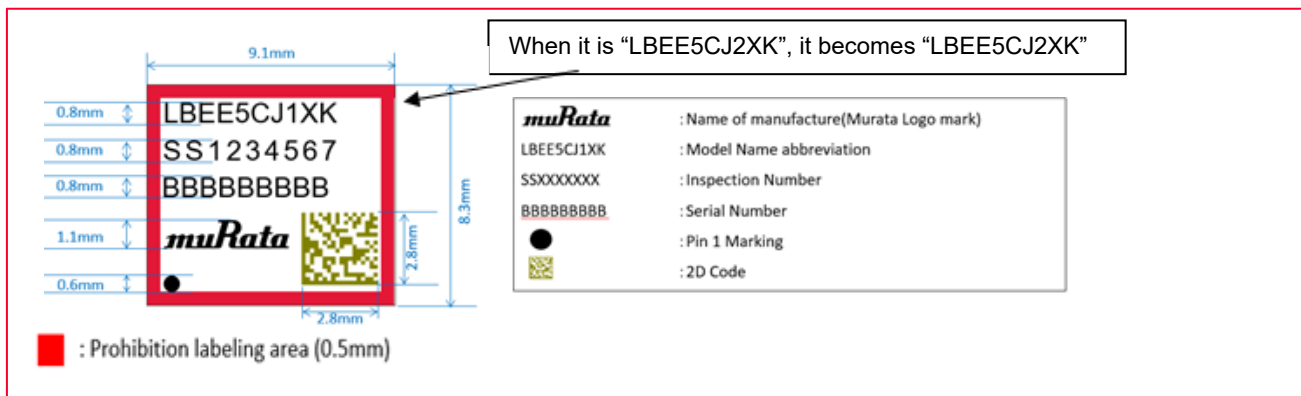 When it is “LBEE5CJ2XK”, it becomes “LBEE5CJ2XK”
9.1mm
0.8mm
LBEE5CJ1XK
0.8mm
SS1234567
0.8mm
BBBBBBBBBB
8.3mm
1.1mm
muRata
2.8mm
0.6mm
2.8mm
: Prohibition labeling area (0.5mm)
muRata : Name of manufacture(Murata Logo mark)
LBEE5CJ1XK : Model Name abbreviation
SSXXXXXXX : Inspection Number
BBBBBBBBB : Serial Number
: Pin 1 Marking
: 2D Code